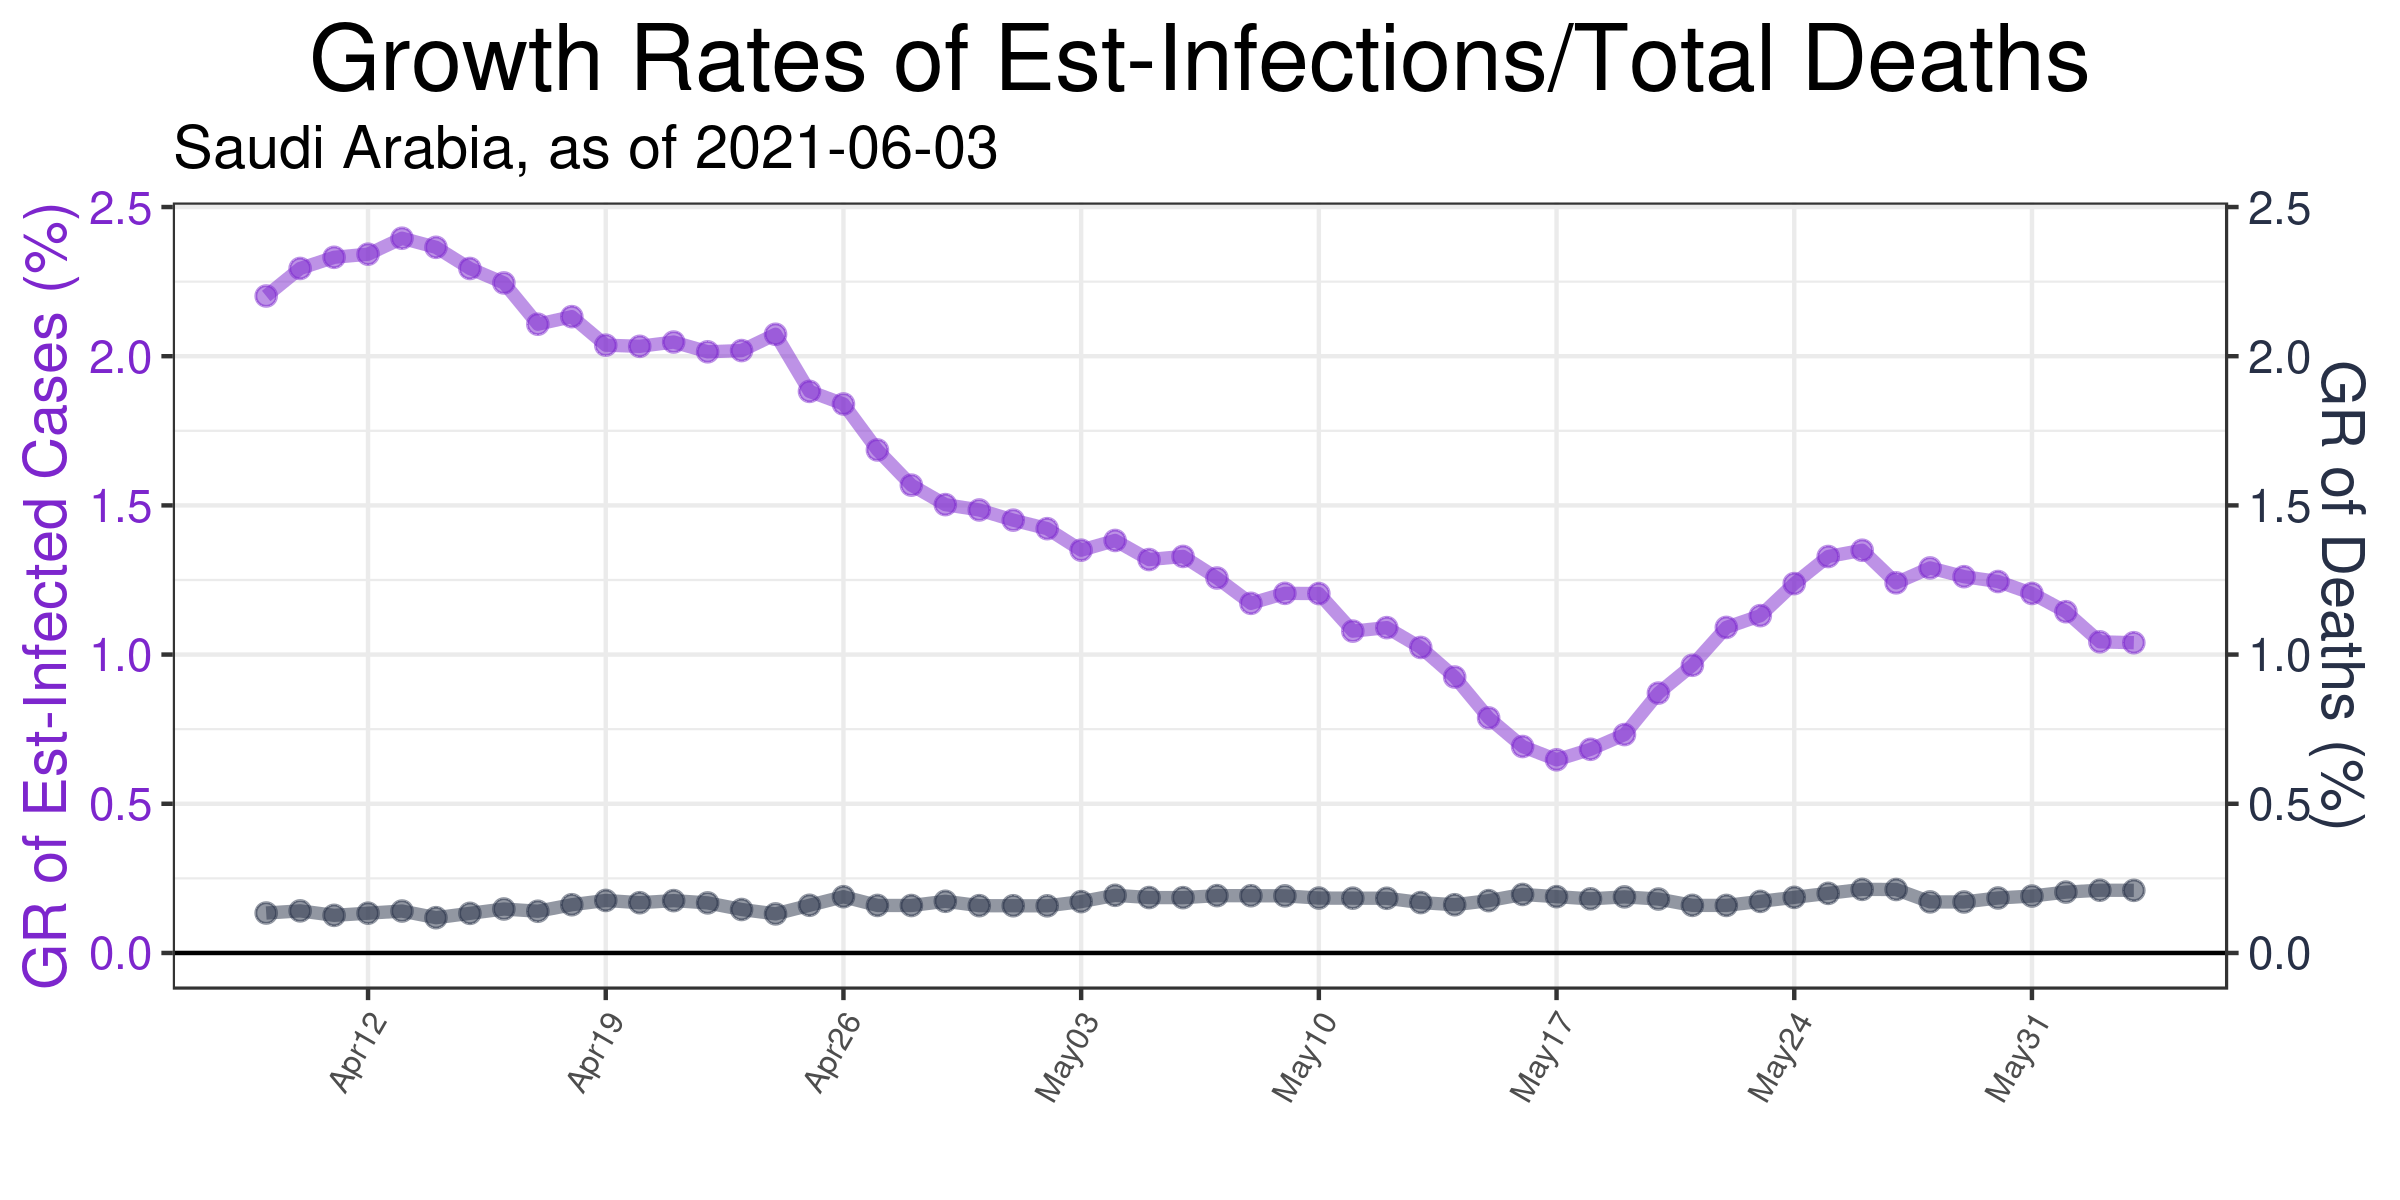 Growth Rates of Est-Infections/Total Deaths
Saudi Arabia, as of 2021-06-03
GR of Est-Infected Cases (%)
2.5
2.0
1.5
1.0
0.5
0.0
2.5
2.0
1.5
1.0
0.5
0.0
GR of Deaths (%)
Apr12
Apr19
Apr26
May03
May10
May17
May24
May31